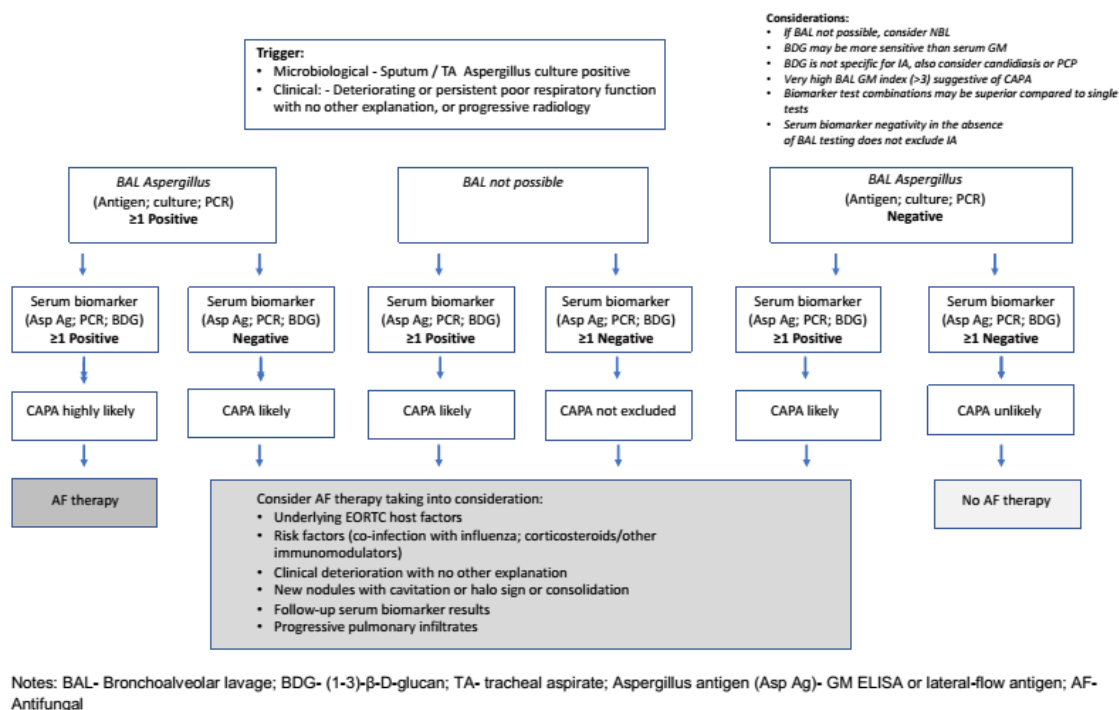 Considerations:
• If BAL not possible, consider NBL
• BDG may be more sensitive than serum GM
• BDG is not specific for IA, also consider candidiasis or PCP
• Very high BAL GM index (>3) suggestive of CAPA
• Biomarker test combinations may be superior compared to single
tests
• Serum biomarker negativity in the absence
of BAL testing does not exclude IA
Trigger:
• Microbiological - Sputum / TA Aspergillus culture positive
• Clinical: - Deteriorating or persistent poor respiratory function
with no other explanation, or progressive radiology
BAL Aspergillus
(Antigen; culture; PCR)
≥1 Positive
BAL not possible
BAL Aspergillus
(Antigen; culture; PCR)
Negative
Serum biomarker
(Asp Ag; PCR; BDG)
≥1 Positive
Serum biomarker
(Asp Ag; PCR; BDG)
Negative
Serum biomarker
(Asp Ag; PCR; BDG)
≥1 Positive
Serum biomarker
(Asp Ag; PCR; BDG)
≥1 Negative
Serum biomarker
(Asp Ag; PCR; BDG)
≥1 Positive
Serum biomarker
(Asp Ag; PCR; BDG)
≥1 Negative
CAPA highly likely
CAPA likely
CAPA likely
CAPA not excluded
CAPA likely
CAPA unlikely
AF therapy
Consider AF therapy taking into consideration:
• Underlying EORTC host factors
• Risk factors (co-infection with influenza; corticosteroids/other
immunomodulators)
• Clinical deterioration with no other explanation
• New nodules with cavitation or halo sign or consolidation
• Follow-up serum biomarker results
• Progressive pulmonary infiltrates
No AF therapy
Notes: BAL- Bronchoalveolar lavage; BDG- (1-3)-β-D-glucan; TA- tracheal aspirate; Aspergillus antigen (Asp Ag)- GM ELISA or lateral-flow antigen; AF-
Antifungal